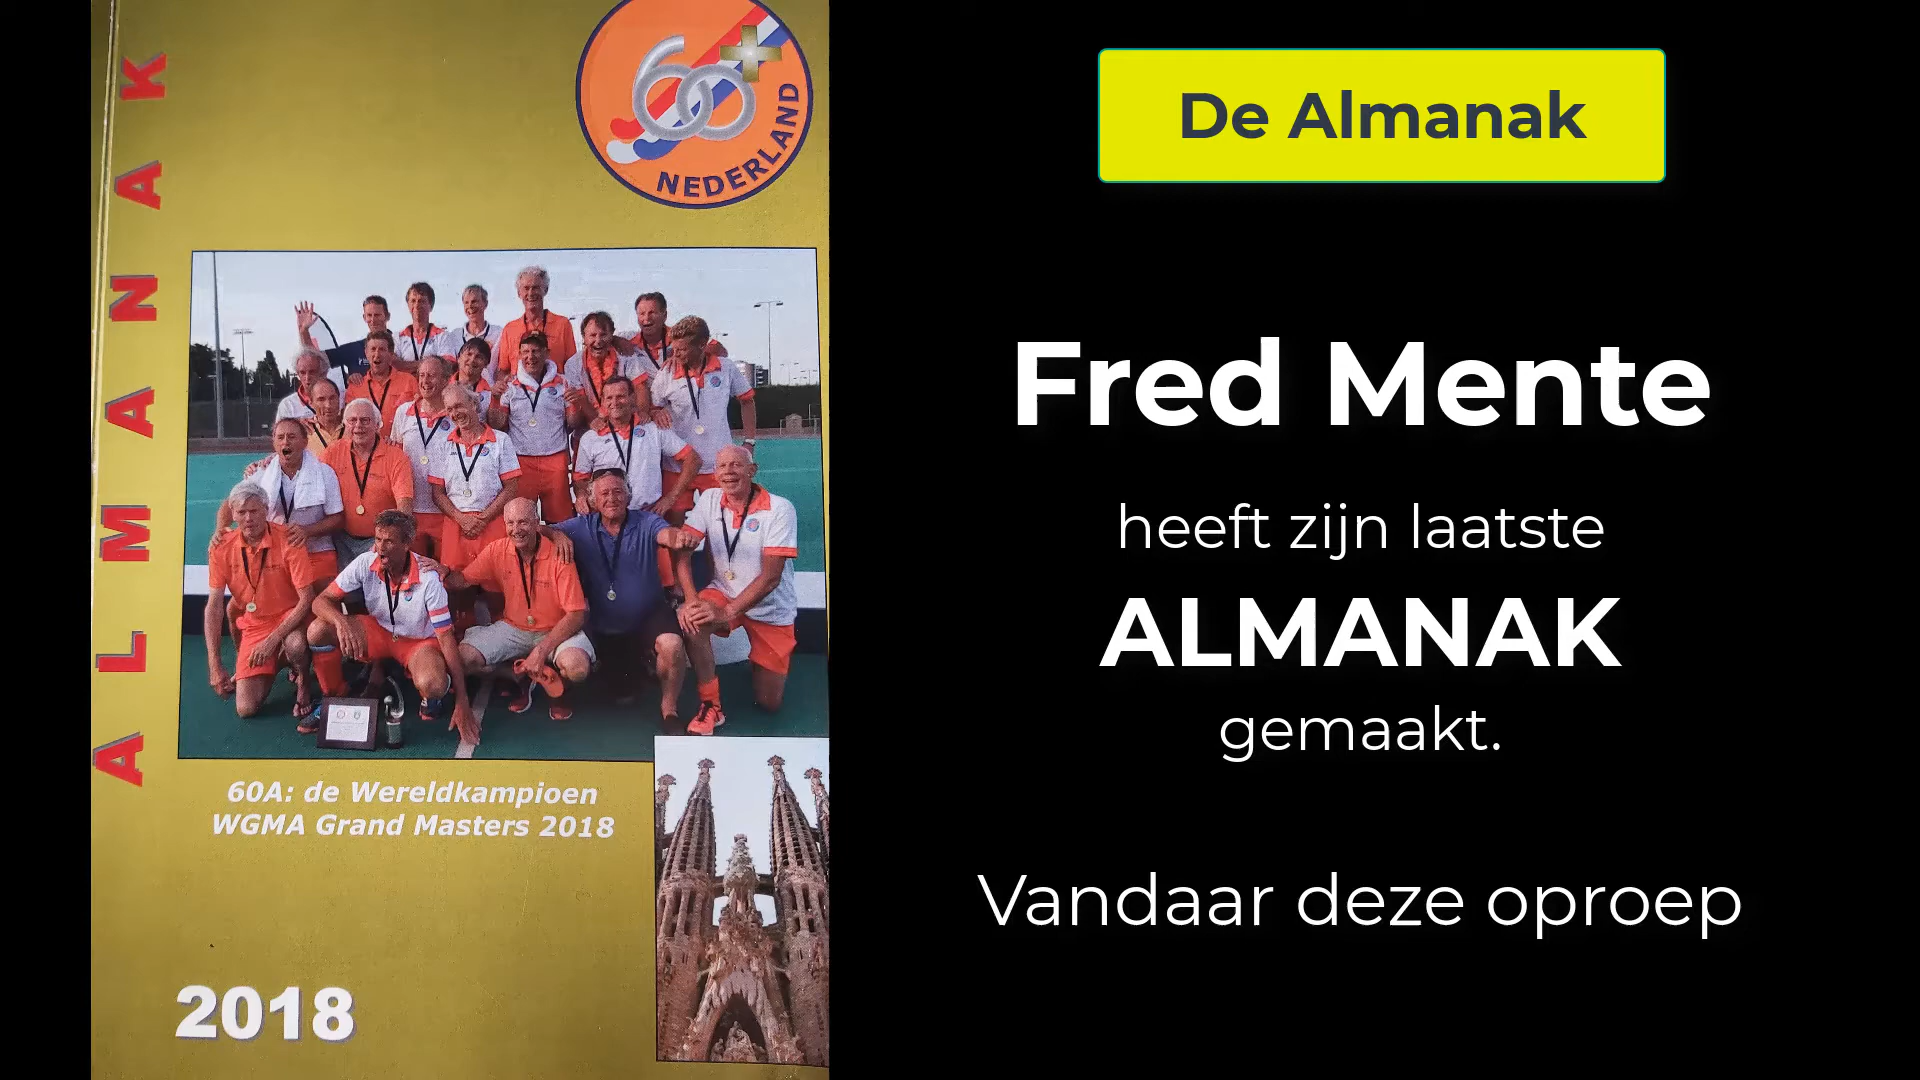 ALMANAK
60+
NEDERLAND
60A: de Wereldkampioen
WGMA Grand Masters 2018
2018
De Almanak
Fred Mente
heeft zijn laatste
ALMANAK
gemaakt.
Vandaar deze oproep